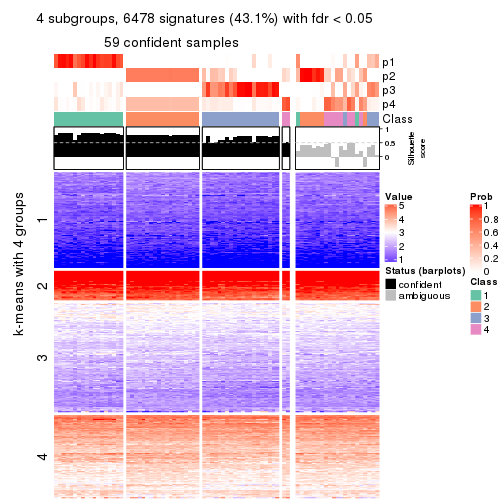 4 subgroups, 6478 signatures (43.1%) with fdr < 0.05
59 confident samples
p1
p2
p3
p4
Class
1
0.5
0
Silhouette
score
k-means with 4 groups
1
2
3
4
Value
5
4
3
2
1
Status (barplots)
confident
ambiguous
Prob
1
0.8
0.6
0.4
0.2
0
Class
1
2
3
4